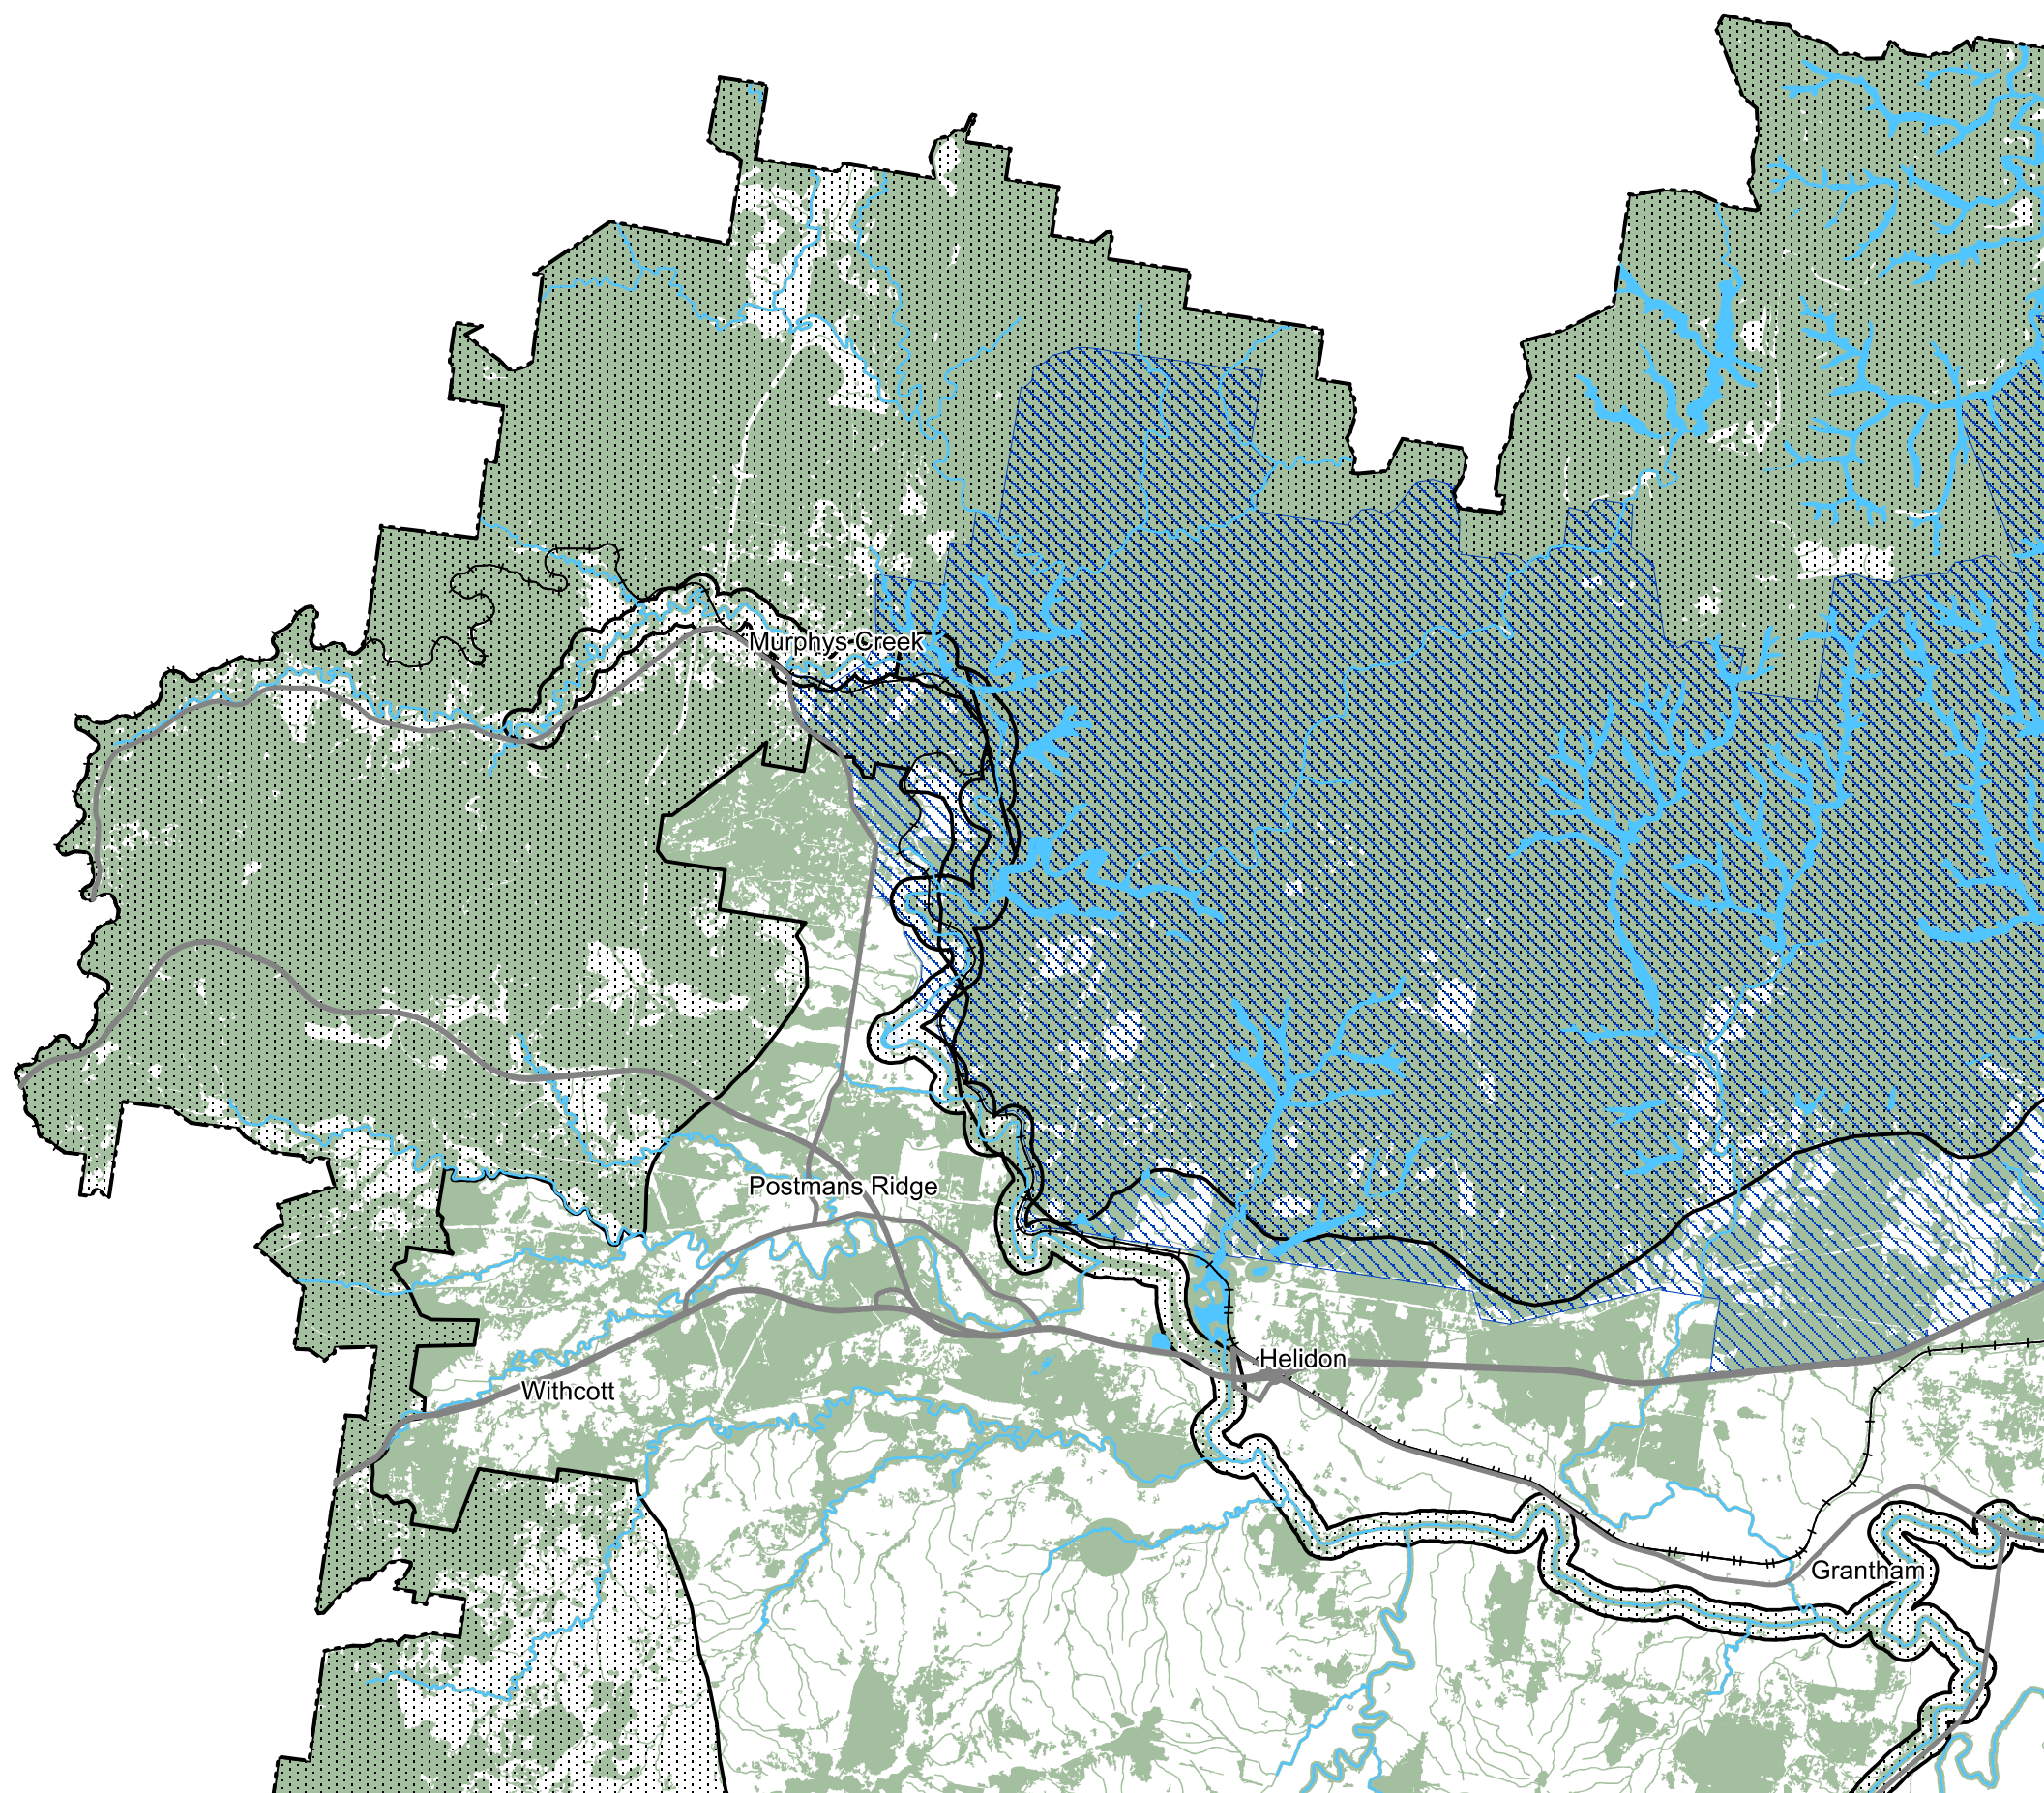 Murphys Creek
Postmans Ridge
Helidon
Withcott
Grantham